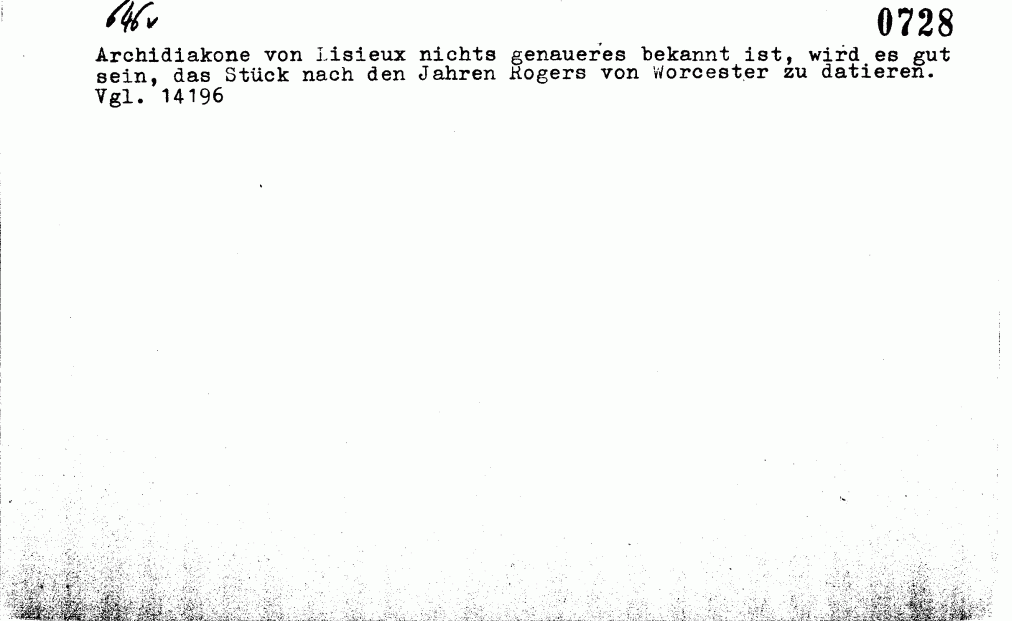 646v 0728
Archidiakone von Lisieux nichts genaueres bekannt ist, wird es gut
sein, das Stück nach den Jahren Rogers von Worcester zu datieren.
Vgl. 14196